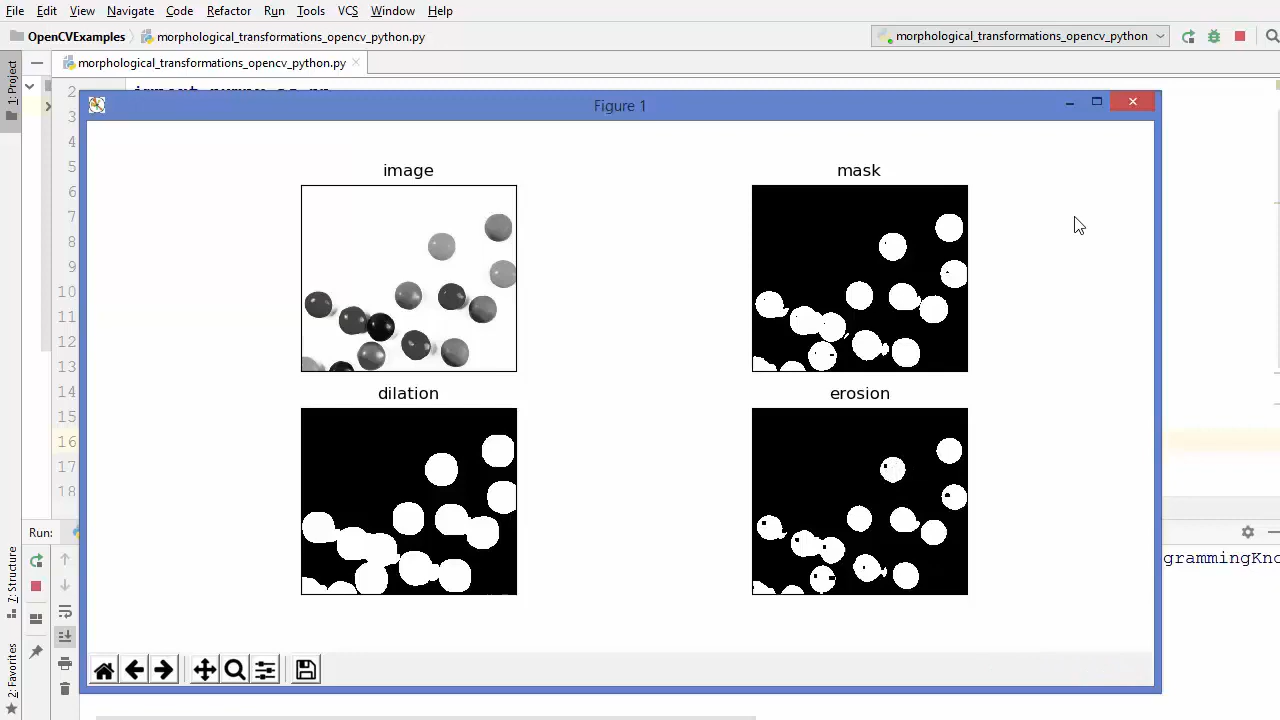 File Edit View Navigate Code Refactor Run Tools VCS Window Help
OpenCVExamples morphological_transformations_opencv_python.py morphological_transformations_opencv_python
1: Project
morphological_transformations_opencv_python.py
2
Figure 1
3
4
5
6
7
8
9
10
11
12
13
14
15
16
17
18
image mask
dilation erosion
Run:
grammingKno
7: Structure
2: Favorites